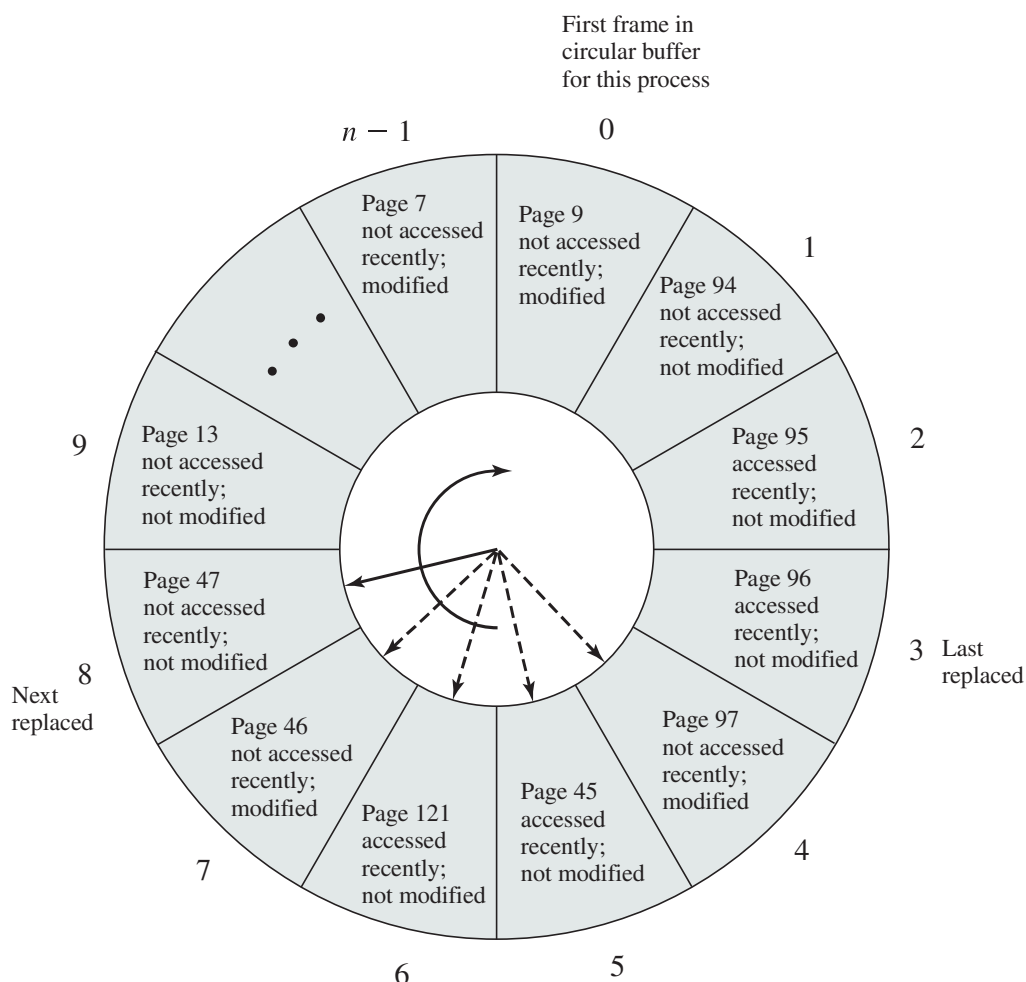 First frame in
circular buffer
for this process
n − 1
0
Page 7
not accessed
recently;
modified
Page 9
not accessed
recently;
modified
1
Page 94
not accessed
recently;
not modified
2
Page 95
accessed
recently;
not modified
9
Page 13
not accessed
recently;
not modified
Page 96
accessed
recently;
not modified
3
Last
replaced
Page 47
not accessed
recently;
not modified
8
Next
replaced
Page 97
not accessed
recently;
modified
4
Page 46
not accessed
recently;
modified
7
Page 121
accessed
recently;
not modified
6
Page 45
accessed
recently;
not modified
5